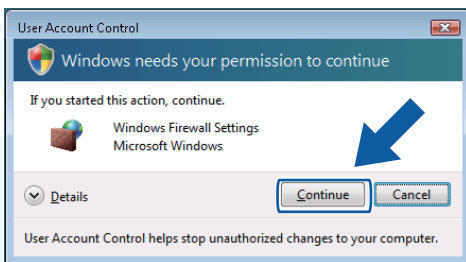 User Account Control
Windows needs your permission to continue
If you started this action, continue.
Windows Firewall Settings
Microsoft Windows
Details
Continue
Cancel
User Account Control helps stop unauthorized changes to your computer.